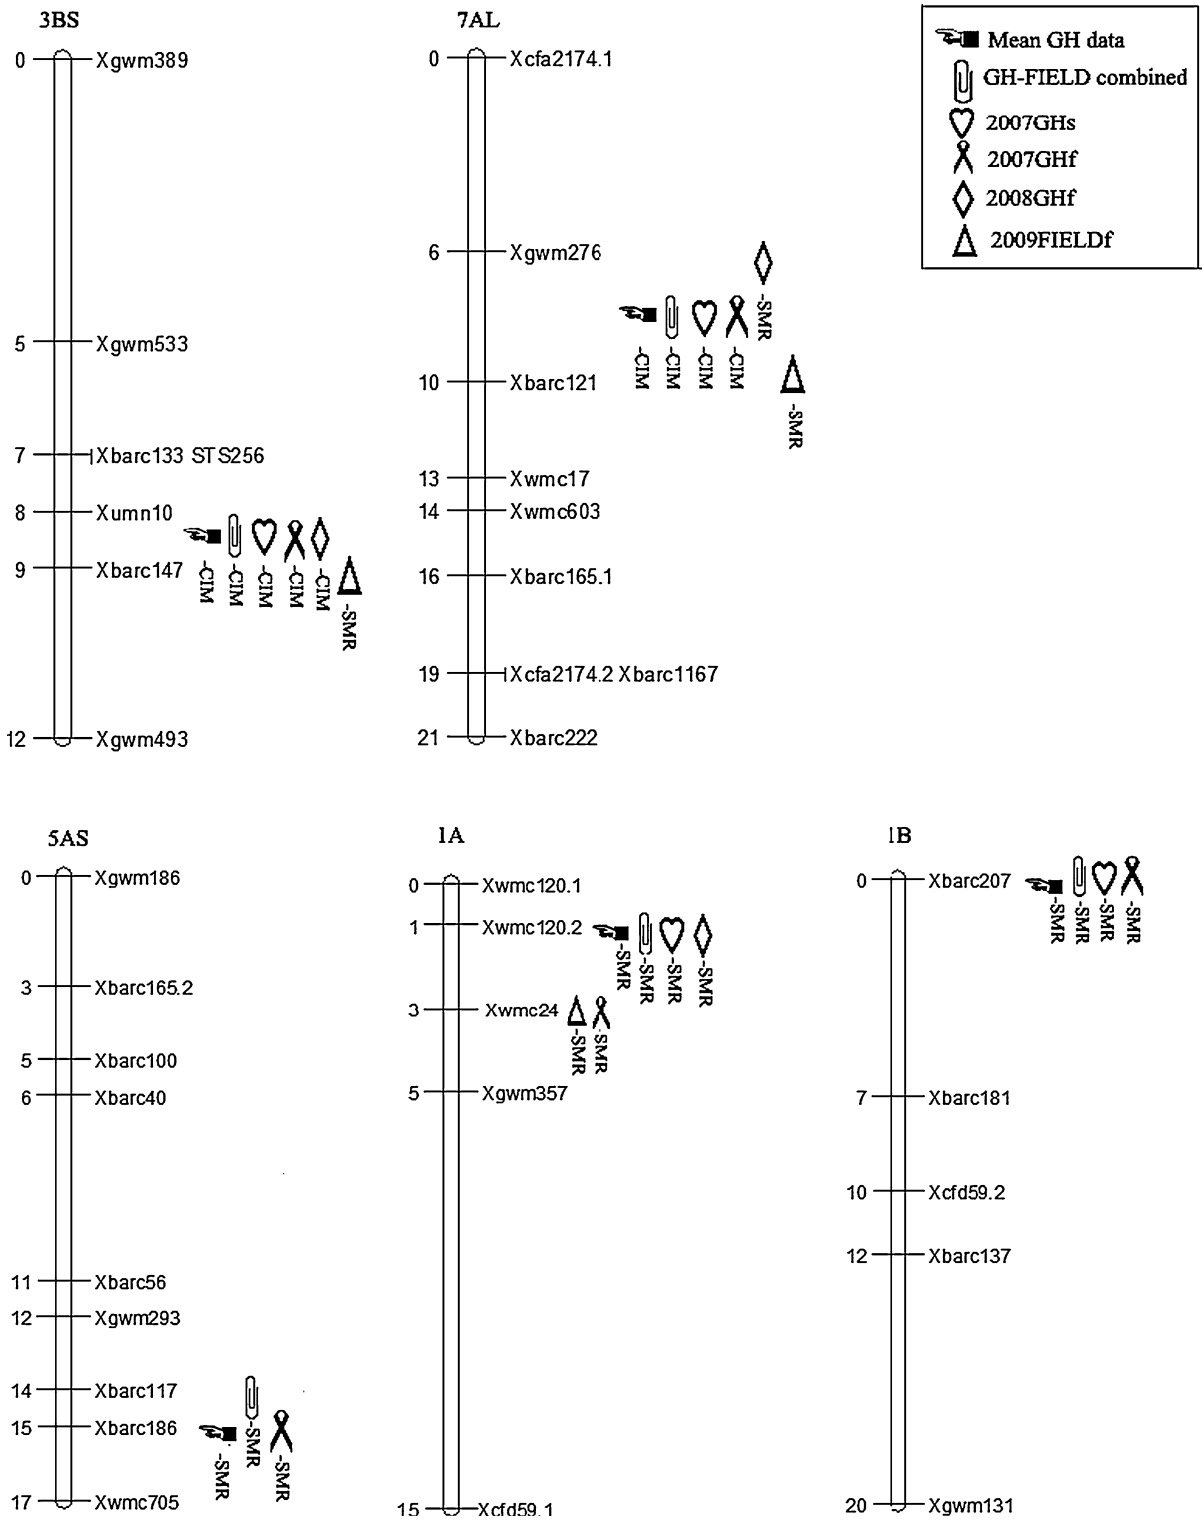 3BS
0 Xgwm389
5 Xgwm533
7 Xbarc133 STS256
8 Xumn10
-CIM -CIM -CIM -CIM -CIM
9 Xbarc147
-SMR
12 Xgwm493
7AL
0 Xcfa2174.1
6 Xgwm276
-SMR
-CIM -CIM -CIM -CIM
10 Xbarc121
-SMR
13 Xwmc17
14 Xwmc603
16 Xbarc165.1
19 Xcfa2174.2 Xbarc1167
21 Xbarc222
Mean GH data
GH-FIELD combined
2007GHs
2007GHf
2008GHf
2009FIELDf
5AS
0 Xgwm186
3 Xbarc165.2
5 Xbarc100
6 Xbarc40
11 Xbarc56
12 Xgwm293
14 Xbarc117
15 Xbarc186
-SMR -SMR -SMR
17 Xwmc705
1A
0 Xwmc120.1
1 Xwmc120.2
-SMR -SMR -SMR -SMR
3 Xwmc24
-SMR -SMR
5 Xgwm357
15 Xcfd59.1
1B
0 Xbarc207
-SMR -SMR -SMR -SMR
7 Xbarc181
10 Xcfd59.2
12 Xbarc137
20 Xgwm131